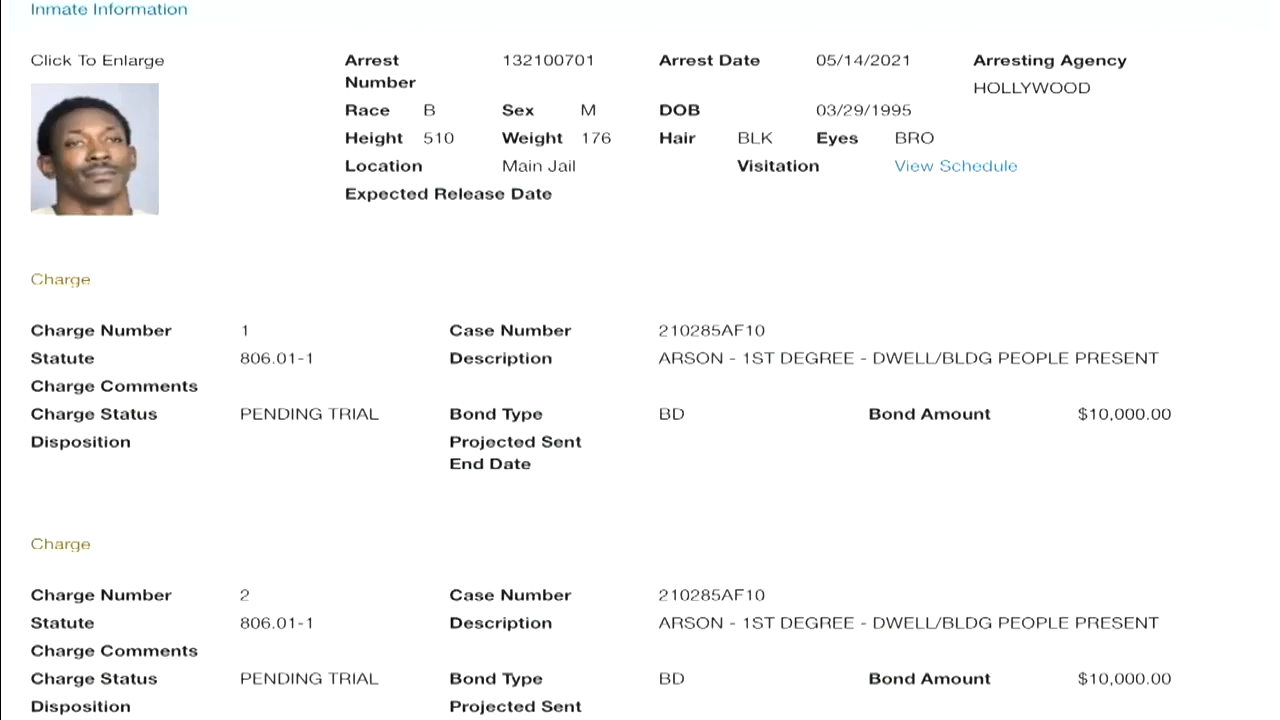 Inmate Information
Click To Enlarge
Arrest Number 132100701 Arrest Date 05/14/2021 Arresting Agency
HOLLYWOOD
Race B Sex M DOB 03/29/1995
Height 510 Weight 176 Hair BLK Eyes BRO
Location Main Jail Visitation View Schedule
Expected Release Date
Charge
Charge Number 1 Case Number 210285AF10
Statute 806.01-1 Description ARSON - 1ST DEGREE - DWELL/BLDG PEOPLE PRESENT
Charge Comments
Charge Status PENDING TRIAL Bond Type BD Bond Amount $10,000.00
Disposition Projected Sent
End Date
Charge
Charge Number 2 Case Number 210285AF10
Statute 806.01-1 Description ARSON - 1ST DEGREE - DWELL/BLDG PEOPLE PRESENT
Charge Comments
Charge Status PENDING TRIAL Bond Type BD Bond Amount $10,000.00
Disposition Projected Sent